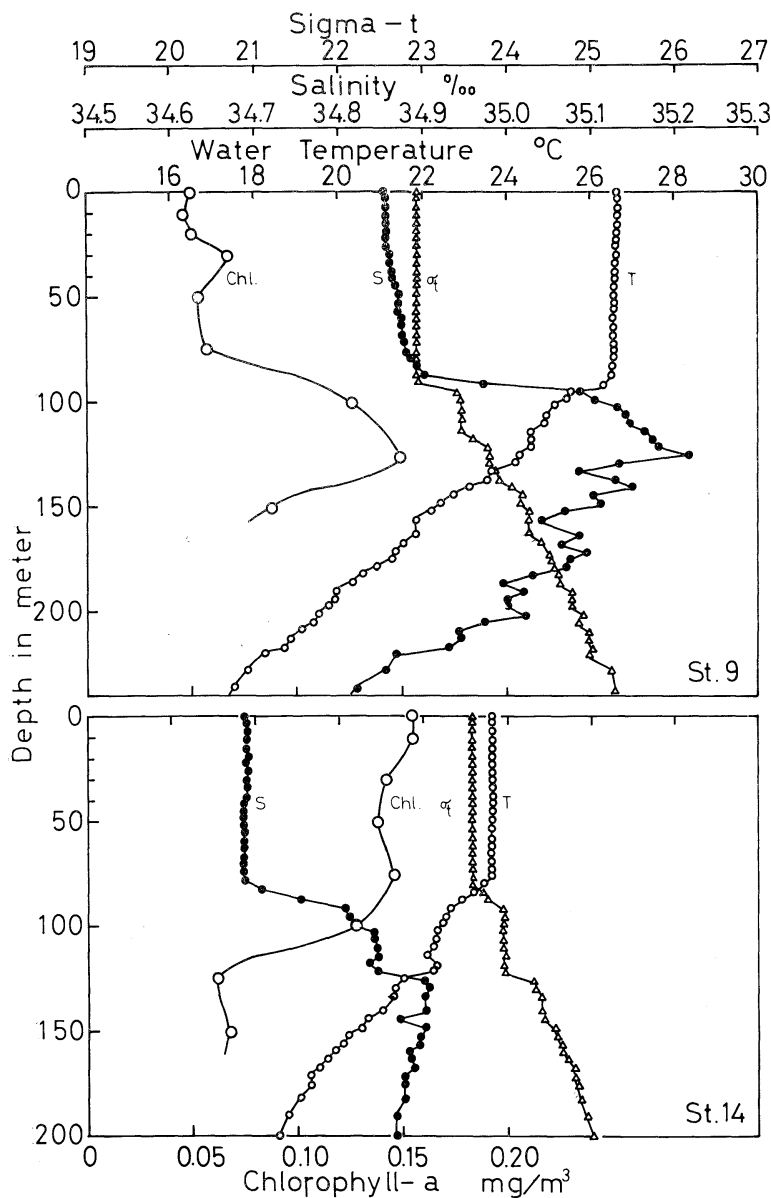 Sigma-t
19 20 21 22 23 24 25 26 27
Salinity ‰
34.5 34.6 34.7 34.8 34.9 35.0 35.1 35.2 35.3
Water Temperature °C
16 18 20 22 24 26 28 30
0
Chl. S σt T
50
100
150
200
St. 9
Depth in meter
0
S Chl. σt T
50
100
150
St. 14
200
0 0.05 0.10 0.15 0.20
Chlorophyll-a mg/m³